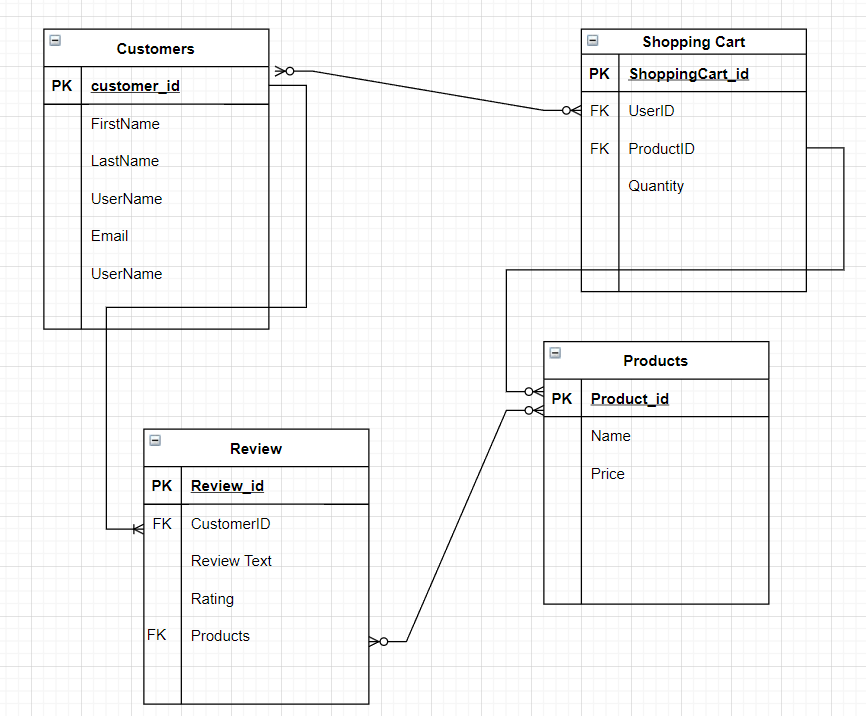 Customers
PK customer_id
FirstName
LastName
UserName
Email
UserName
Shopping Cart
PK ShoppingCart_id
FK UserID
FK ProductID
Quantity
Products
PK Product_id
Name
Price
Review
PK Review_id
FK CustomerID
Review Text
Rating
FK Products